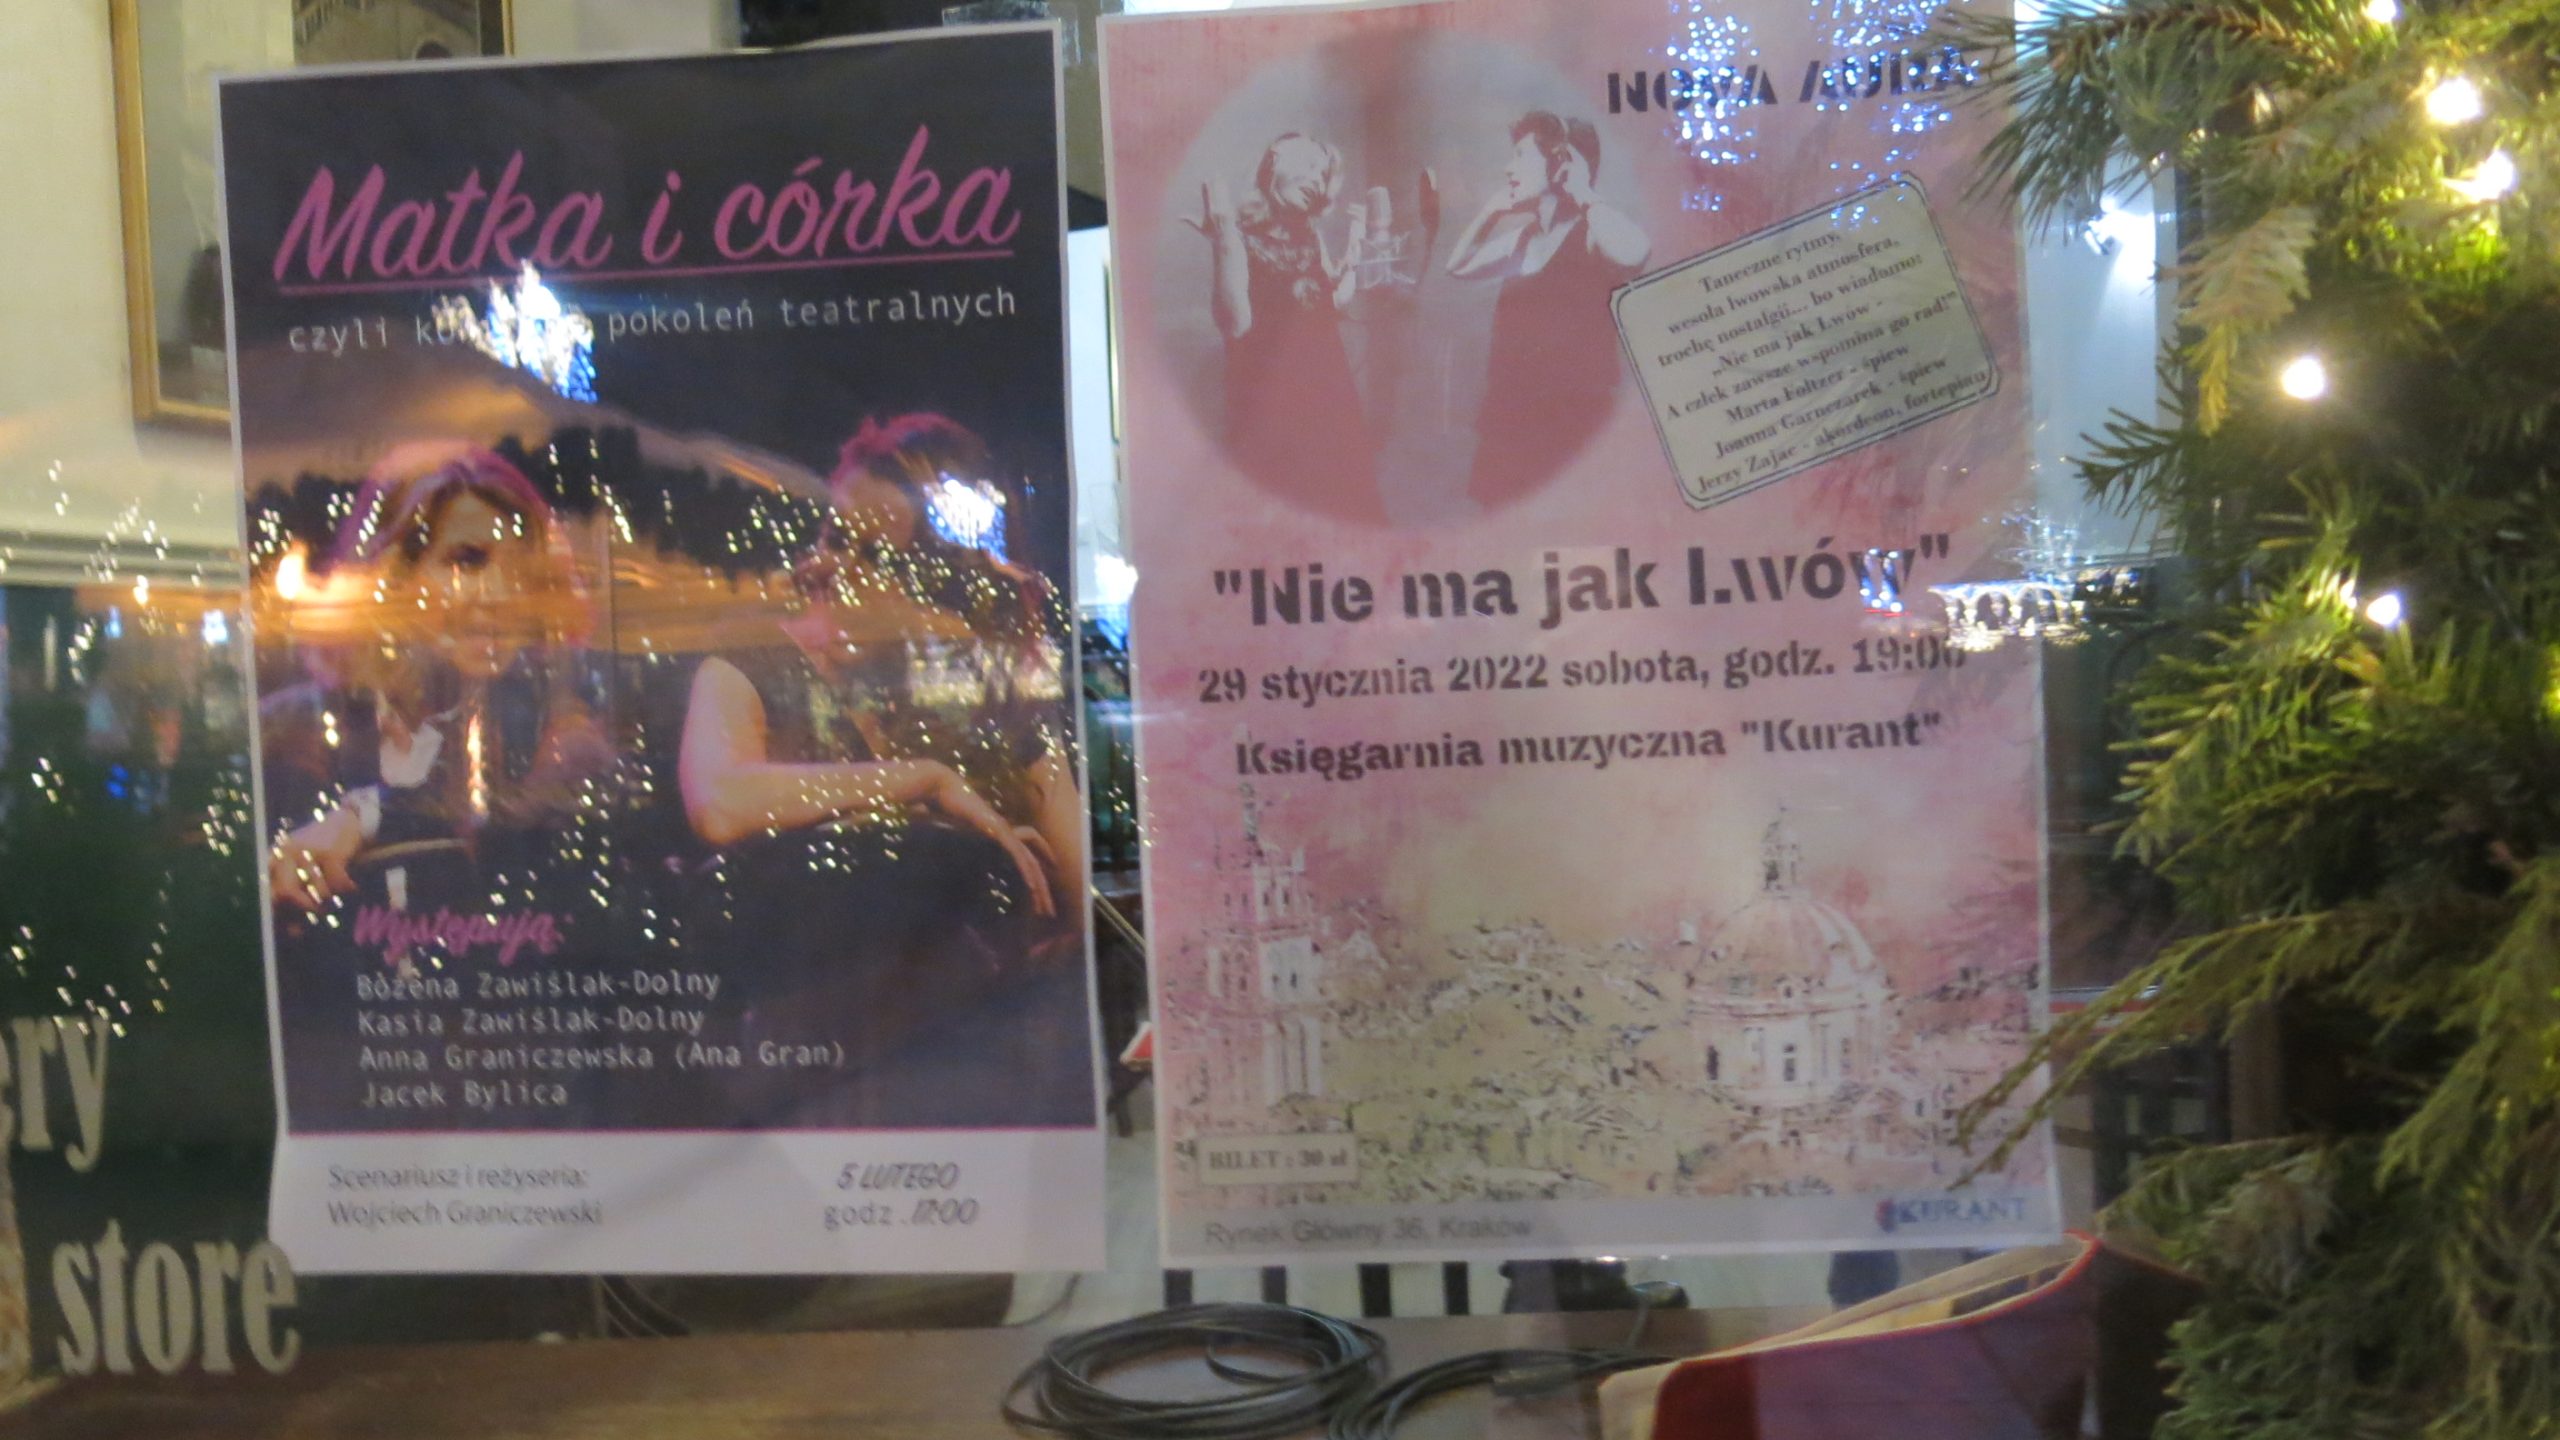 Matka i córka
czyli pokoleń teatralnych
Występują:
Bożena Zawiślak-Dolny
Kasia Zawiślak-Dolny
Anna Graniczewska (Ana Gran)
Jacek Bylica
Scenariusz i reżyseria:
Wojciech Graniczewski
5 LUTEGO
godz. 17:00
NOVA AURA
Taneczne rytmy,
wesoła lwowska atmosfera,
trochę nostalgii... bo wiadomo:
„Nie ma jak Lwów -
A człek zawsze wspomina go rad!"
Marta Foltzer - śpiew
Joanna Garnczarek - śpiew
Jerzy Zając - akordeon, fortepian
"Nie ma jak Lwów"
29 stycznia 2022 sobota, godz. 19:00
Księgarnia muzyczna "Kurant"
BILET : 30 zł
Rynek Główny 36, Kraków
KURANT
ery
store